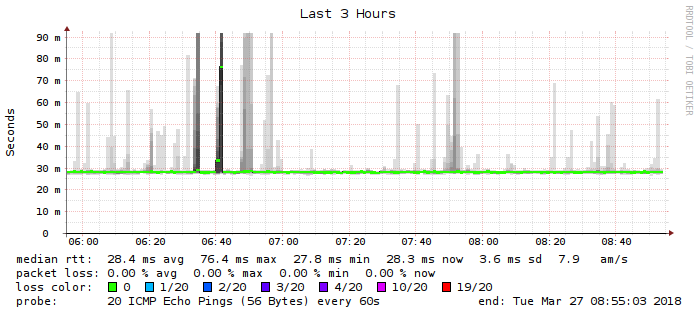 Last 3 Hours
RRDTOOL / TOBI OETIKER
Seconds
90 m
80 m
70 m
60 m
50 m
40 m
30 m
20 m
10 m
0
06:00 06:20 06:40 07:00 07:20 07:40 08:00 08:20 08:40
median rtt: 28.4 ms avg 76.4 ms max 27.8 ms min 28.3 ms now 3.6 ms sd 7.9 am/s
packet loss: 0.00 % avg 0.00 % max 0.00 % min 0.00 % now
loss color: 0 1/20 2/20 3/20 4/20 10/20 19/20
probe: 20 ICMP Echo Pings (56 Bytes) every 60s end: Tue Mar 27 08:55:03 2018